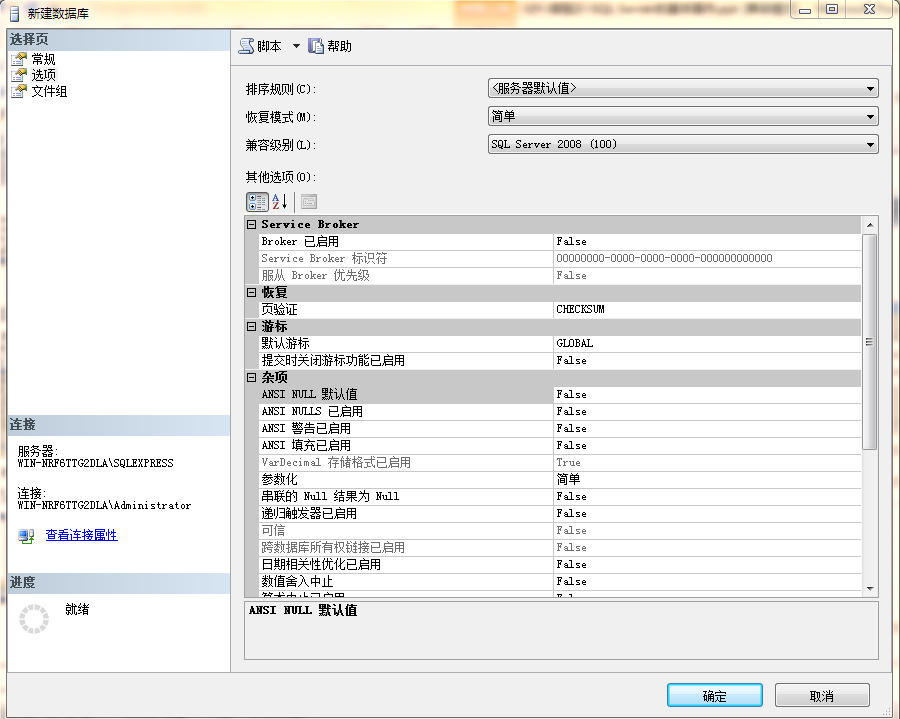 新建数据库
选择页
常规
选项
文件组
脚本 帮助
排序规则(C): <服务器默认值>
恢复模式(M): 简单
兼容级别(L): SQL Server 2008 (100)
其他选项(O):
Service Broker
Broker 已启用 False
Service Broker 标识符 00000000-0000-0000-0000-000000000000
服从 Broker 优先级 False
恢复
页验证 CHECKSUM
游标
默认游标 GLOBAL
提交时关闭游标功能已启用 False
杂项
ANSI NULL 默认值 False
ANSI NULLS 已启用 False
ANSI 警告已启用 False
ANSI 填充已启用 False
VarDecimal 存储格式已启用 True
参数化 简单
串联的 Null 结果为 Null False
递归触发器已启用 False
可信 False
跨数据库所有权链接已启用 False
日期相关性优化已启用 False
数值舍入中止 False
ANSI NULL 默认值
连接
服务器:
WIN-NRF6TTG2DLA\SQLEXPRESS
连接:
WIN-NRF6TTG2DLA\Administrator
查看连接属性
进度
就绪
确定 取消